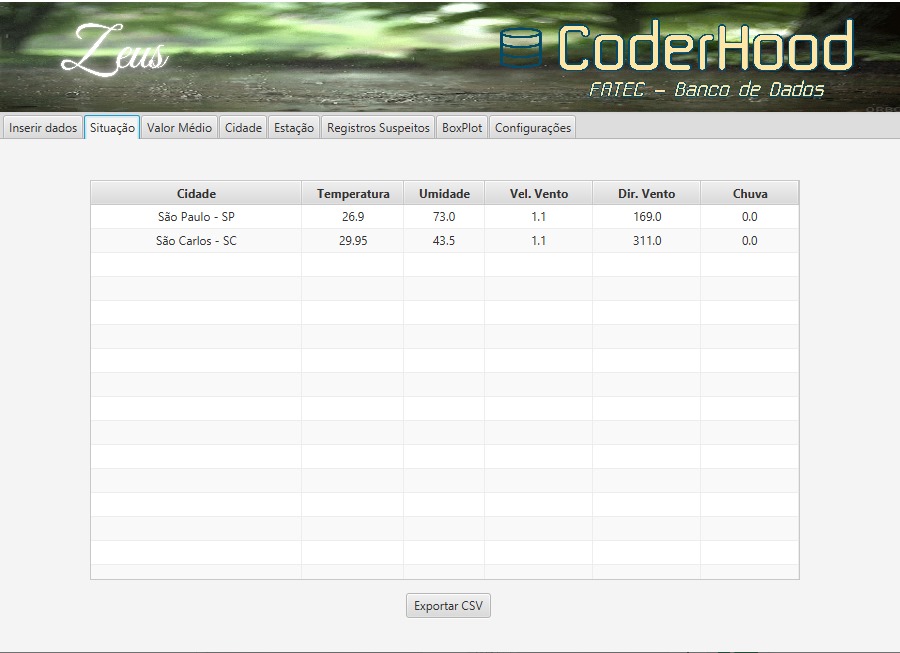 Zeus
CoderHood
FATEC – Banco de Dados
Inserir dados Situação Valor Médio Cidade Estação Registros Suspeitos BoxPlot Configurações
Cidade Temperatura Umidade Vel. Vento Dir. Vento Chuva
São Paulo - SP 26.9 73.0 1.1 169.0 0.0
São Carlos - SC 29.95 43.5 1.1 311.0 0.0
Exportar CSV